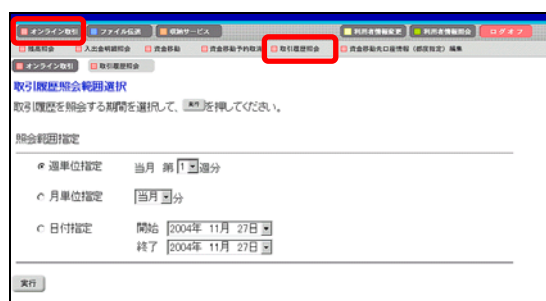 オンライン取引 ファイル伝送 収納サービス 利用者情報変更 利用者情報照会 ログオフ
残高照会 入出金明細照会 資金移動 資金移動予約取消 取引履歴照会 資金移動先口座情報（都度指定）編集
オンライン取引 取引履歴照会
取引履歴照会範囲選択
取引履歴を照会する期間を選択して、実行を押してください。
照会範囲指定
週単位指定 当月 第 1 週分
月単位指定 当月 分
日付指定 開始 2004年 11月 27日
終了 2004年 11月 27日
実行